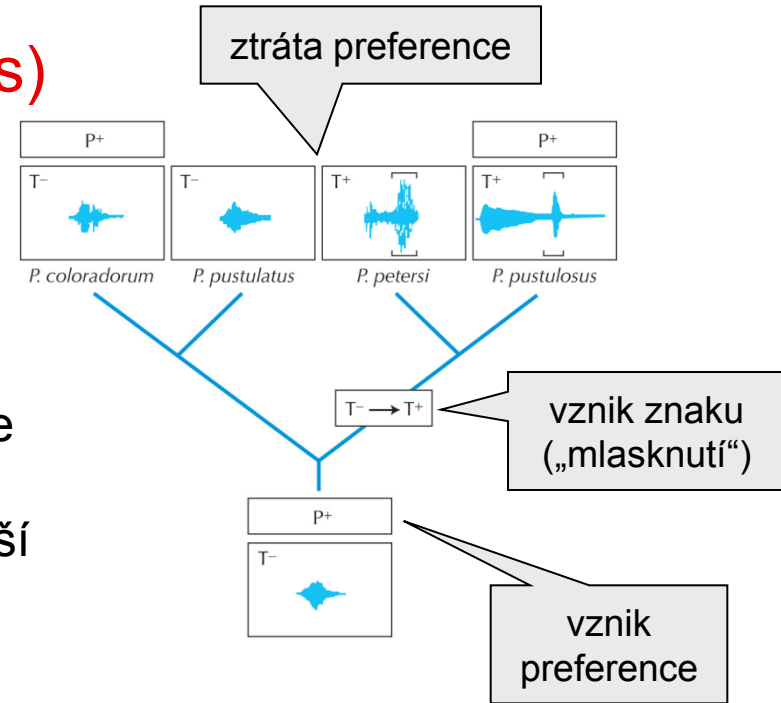 s)
ztráta preference
P+
P+
T–
T–
T+
T+
P. coloradorum
P. pustulatus
P. petersi
P. pustulosus
e
ší
T– → T+
vznik znaku
(„mlasknutí“)
P+
T–
vznik
preference